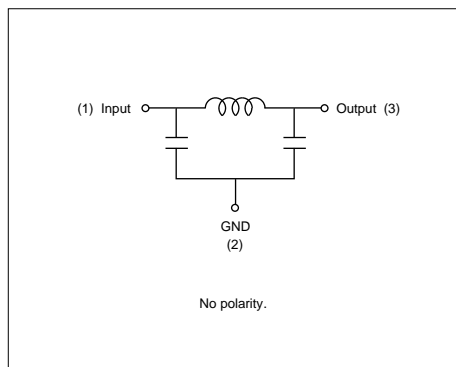 (1) Input
Output (3)
GND
(2)
No polarity.